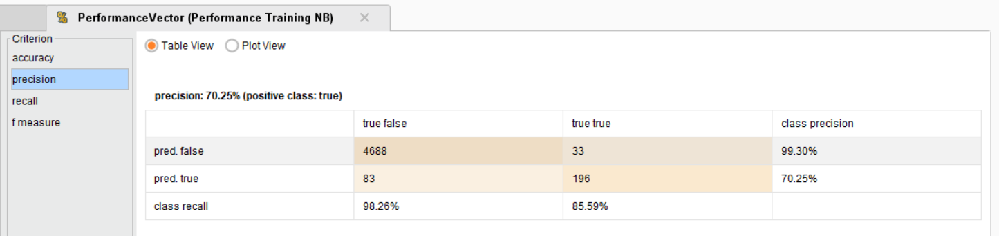 PerformanceVector (Performance Training NB)
Criterion
accuracy
precision
recall
f measure
Table View Plot View
precision: 70.25% (positive class: true)
true false true true class precision
pred. false 4688 33 99.30%
pred. true 83 196 70.25%
class recall 98.26% 85.59%